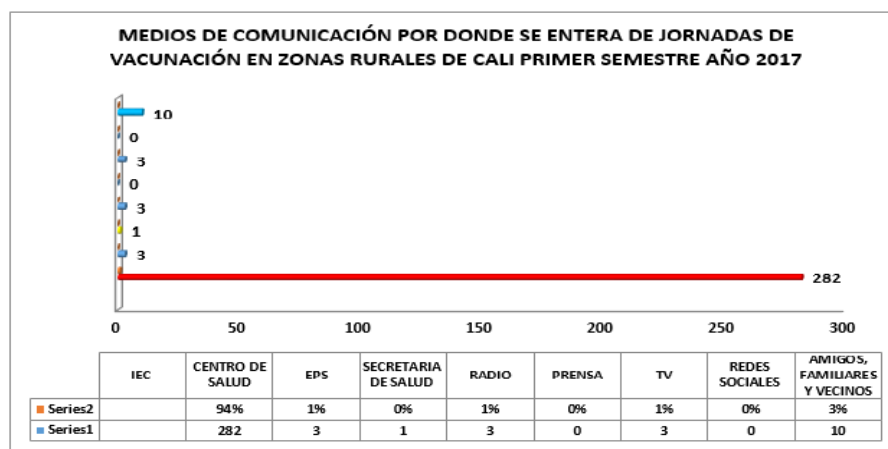 MEDIOS DE COMUNICACIÓN POR DONDE SE ENTERA DE JORNADAS DE
VACUNACIÓN EN ZONAS RURALES DE CALI PRIMER SEMESTRE AÑO 2017
10
0
3
0
3
1
3
282
0 50 100 150 200 250 300
IEC CENTRO DE SALUD EPS SECRETARIA DE SALUD RADIO PRENSA TV REDES SOCIALES AMIGOS, FAMILIARES Y VECINOS
Series2 94% 1% 0% 1% 0% 1% 0% 3%
Series1 282 3 1 3 0 3 0 10